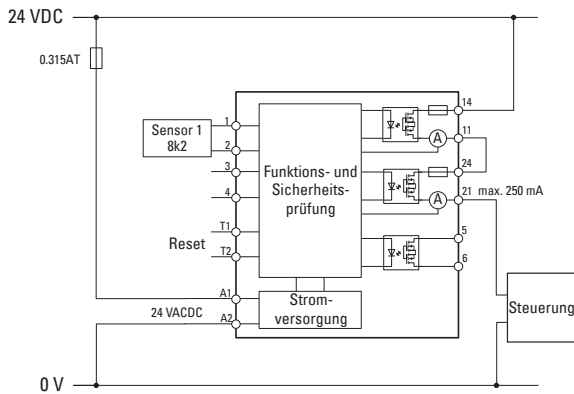 24 VDC
0.315AT
14
1
Sensor 1
8k2
2
A
11
3
24
Funktions- und
Sicherheits-
prüfung
4
A
21
max. 250 mA
T1
Reset
T2
5
6
A1
Strom-
versorgung
24 VACDC
A2
Steuerung
0 V